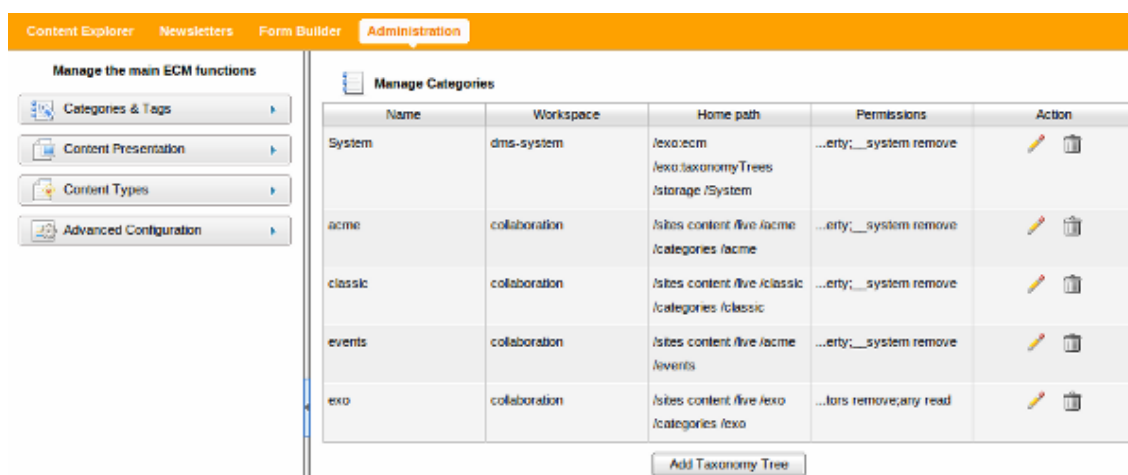 Content Explorer Newsletters Form Builder Administration
Manage the main ECM functions
Categories & Tags
Content Presentation
Content Types
Advanced Configuration
Manage Categories
Name Workspace Home path Permissions Action
System dms-system /exo:ecm ...erty;__system remove
/exo:taxonomyTrees
/storage /System
acme collaboration /sites content /live /acme ...erty;__system remove
/categories /acme
classic collaboration /sites content /live /classic ...erty;__system remove
/categories /classic
events collaboration /sites content /live /acme ...erty;__system remove
/events
exo collaboration /sites content /live /exo ...tors remove;any read
/categories /exo
Add Taxonomy Tree